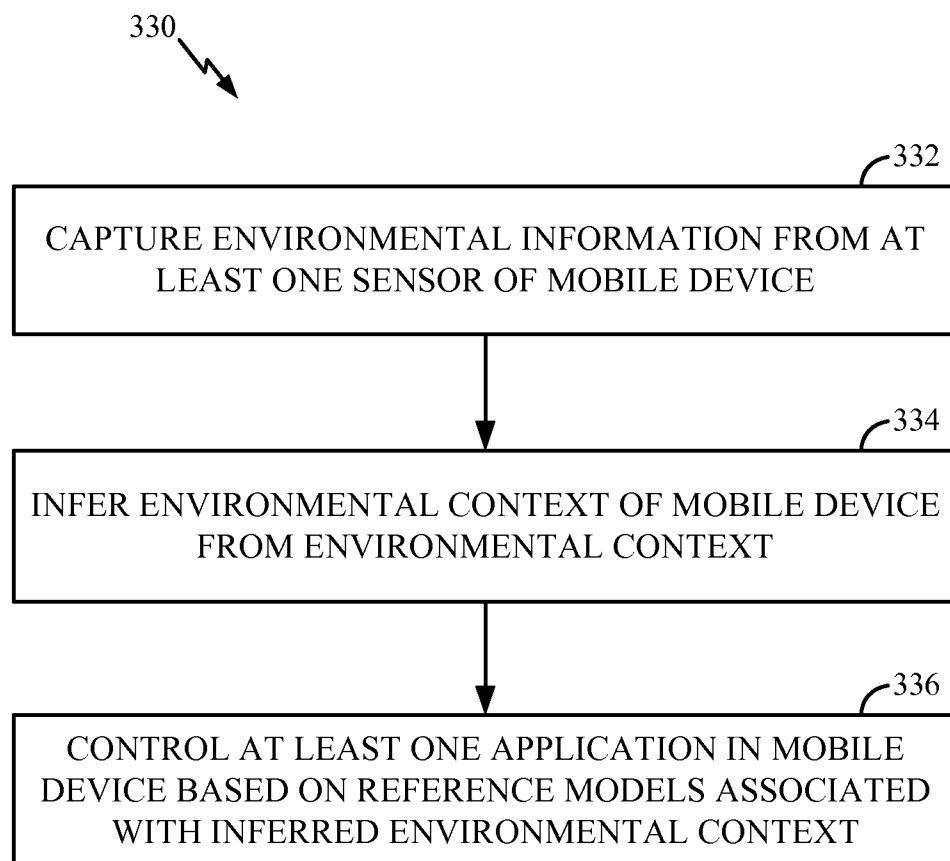 330
332
CAPTURE ENVIRONMENTAL INFORMATION FROM AT
LEAST ONE SENSOR OF MOBILE DEVICE
334
INFER ENVIRONMENTAL CONTEXT OF MOBILE DEVICE
FROM ENVIRONMENTAL CONTEXT
336
CONTROL AT LEAST ONE APPLICATION IN MOBILE
DEVICE BASED ON REFERENCE MODELS ASSOCIATED
WITH INFERRED ENVIRONMENTAL CONTEXT